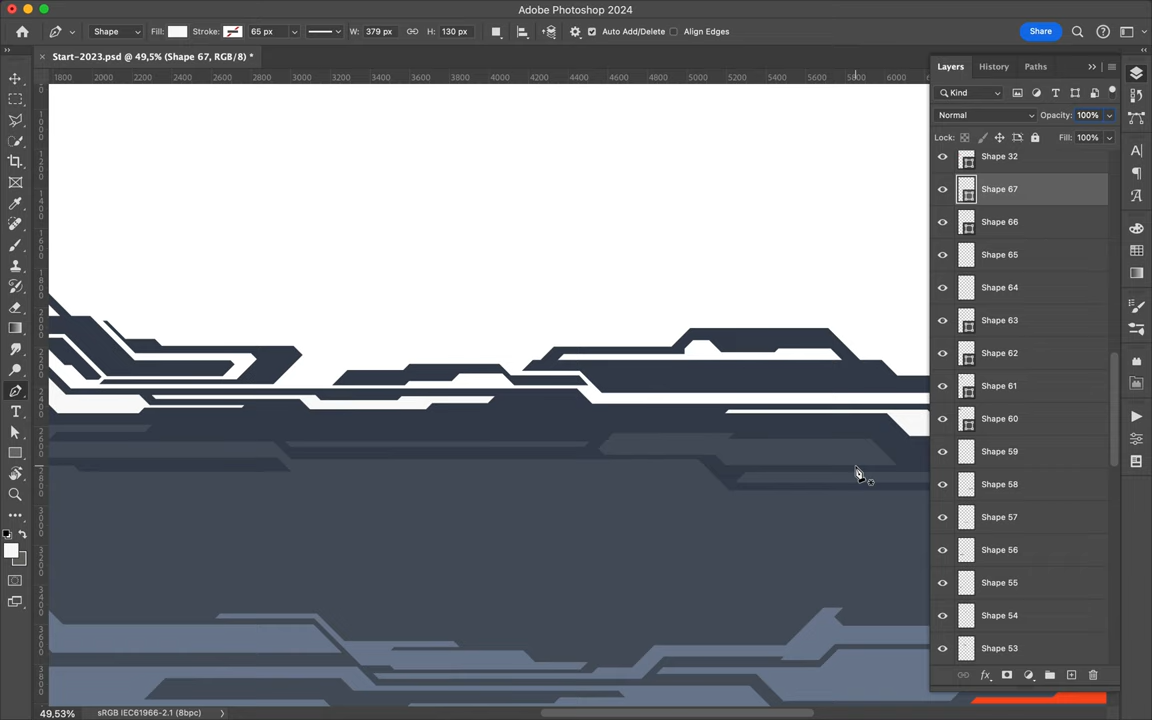 Adobe Photoshop 2024
Shape Fill: Stroke: 65 px W: 379 px H: 130 px Auto Add/Delete Align Edges Share
Start-2023.psd @ 49,5% (Shape 67, RGB/8) *
1800 2000 2200 2400 2600 2800 3000 3200 3400 3600 3800 4000 4200 4400 4600 4800 5000 5200 5400 5600 5800 6000
Layers History Paths
Kind
Normal Opacity: 100%
Lock: Fill: 100%
Shape 32
Shape 67
Shape 66
Shape 65
Shape 64
Shape 63
Shape 62
Shape 61
Shape 60
Shape 59
Shape 58
Shape 57
Shape 56
Shape 55
Shape 54
Shape 53
49,53% sRGB IEC61966-2.1 (8bpc)